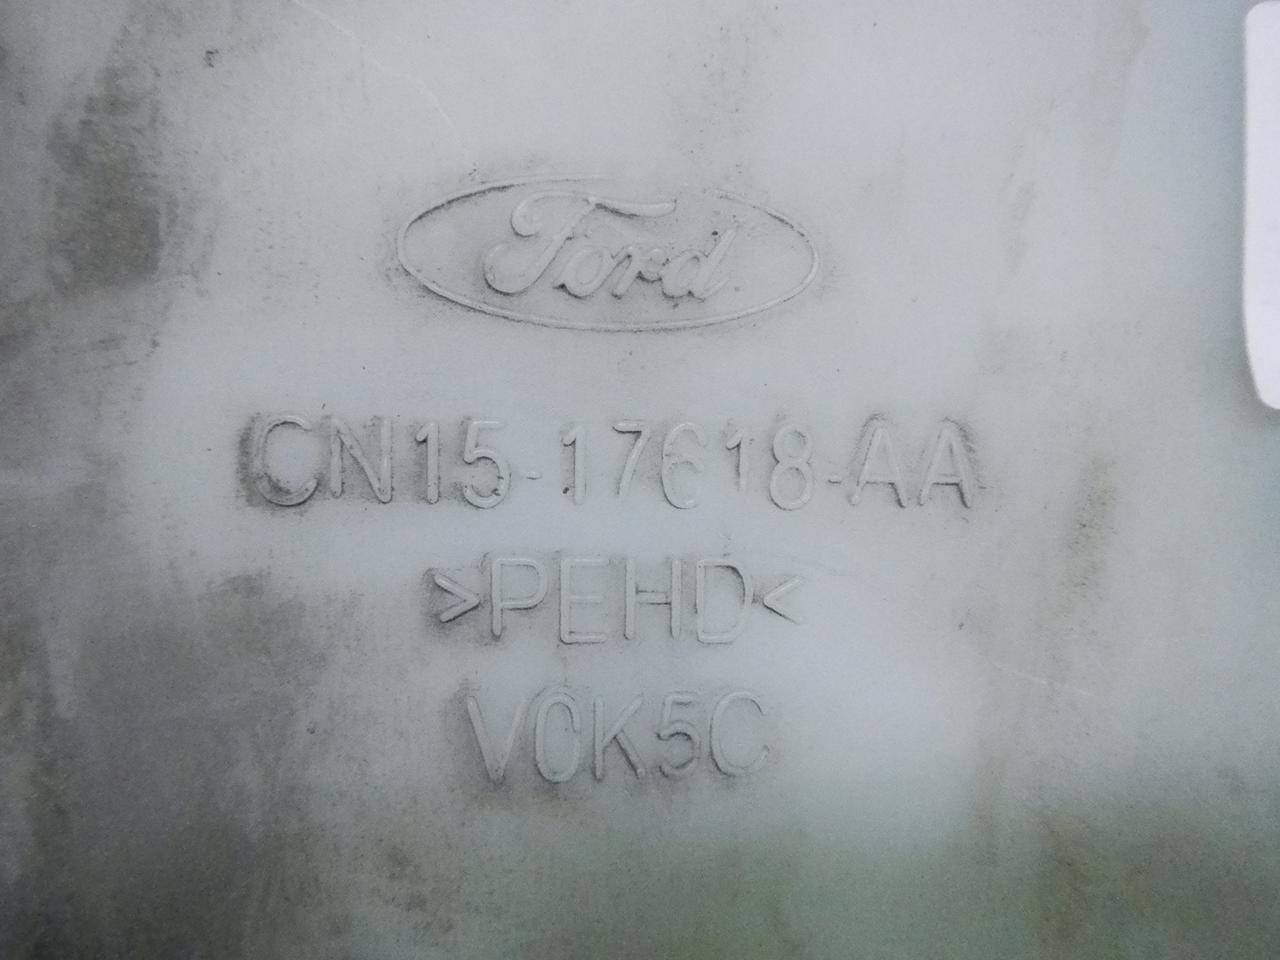 Ford
CN15-17618-AA
>PEHD<
V0K5C